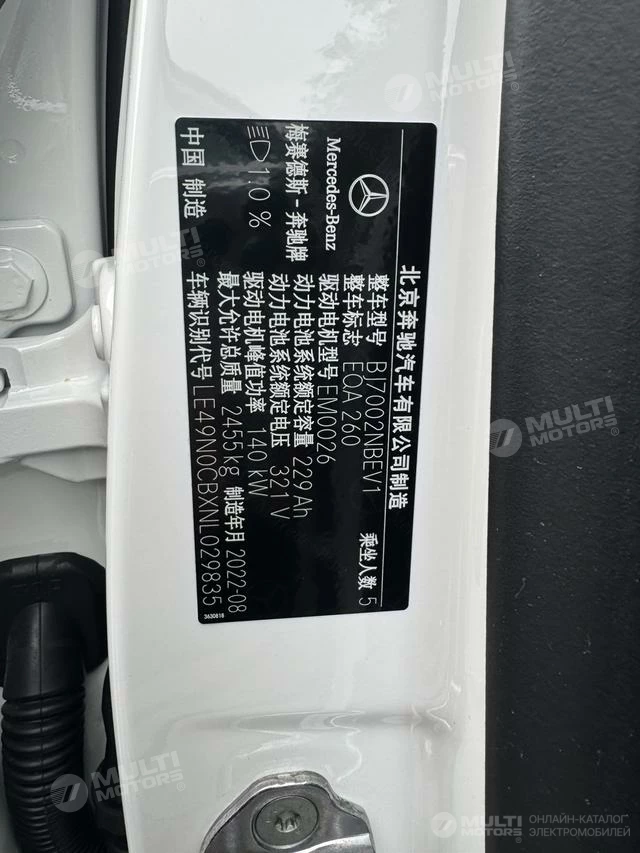 北京奔驰汽车有限公司制造
Mercedes-Benz
梅赛德斯-奔驰牌
1.0 %
中国 制造
整车型号 BJ7002NBEV1 乘坐人数 5
整车标志 EQA 260
驱动电机型号 EM0026
动力电池系统额定容量 229Ah
动力电池系统额定电压 321V
驱动电机峰值功率 140 kW
最大允许总质量 2455kg 制造年月 2022-08
车辆识别代号 LE49N0CBXNL029835
3630818
MULTI
MOTORS
MULTI
MOTORS
MULTI
MOTORS
MULTI
MOTORS
MULTI
MOTORS
ОНЛАЙН-КАТАЛОГ
ЭЛЕКТРОМОБИЛЕЙ